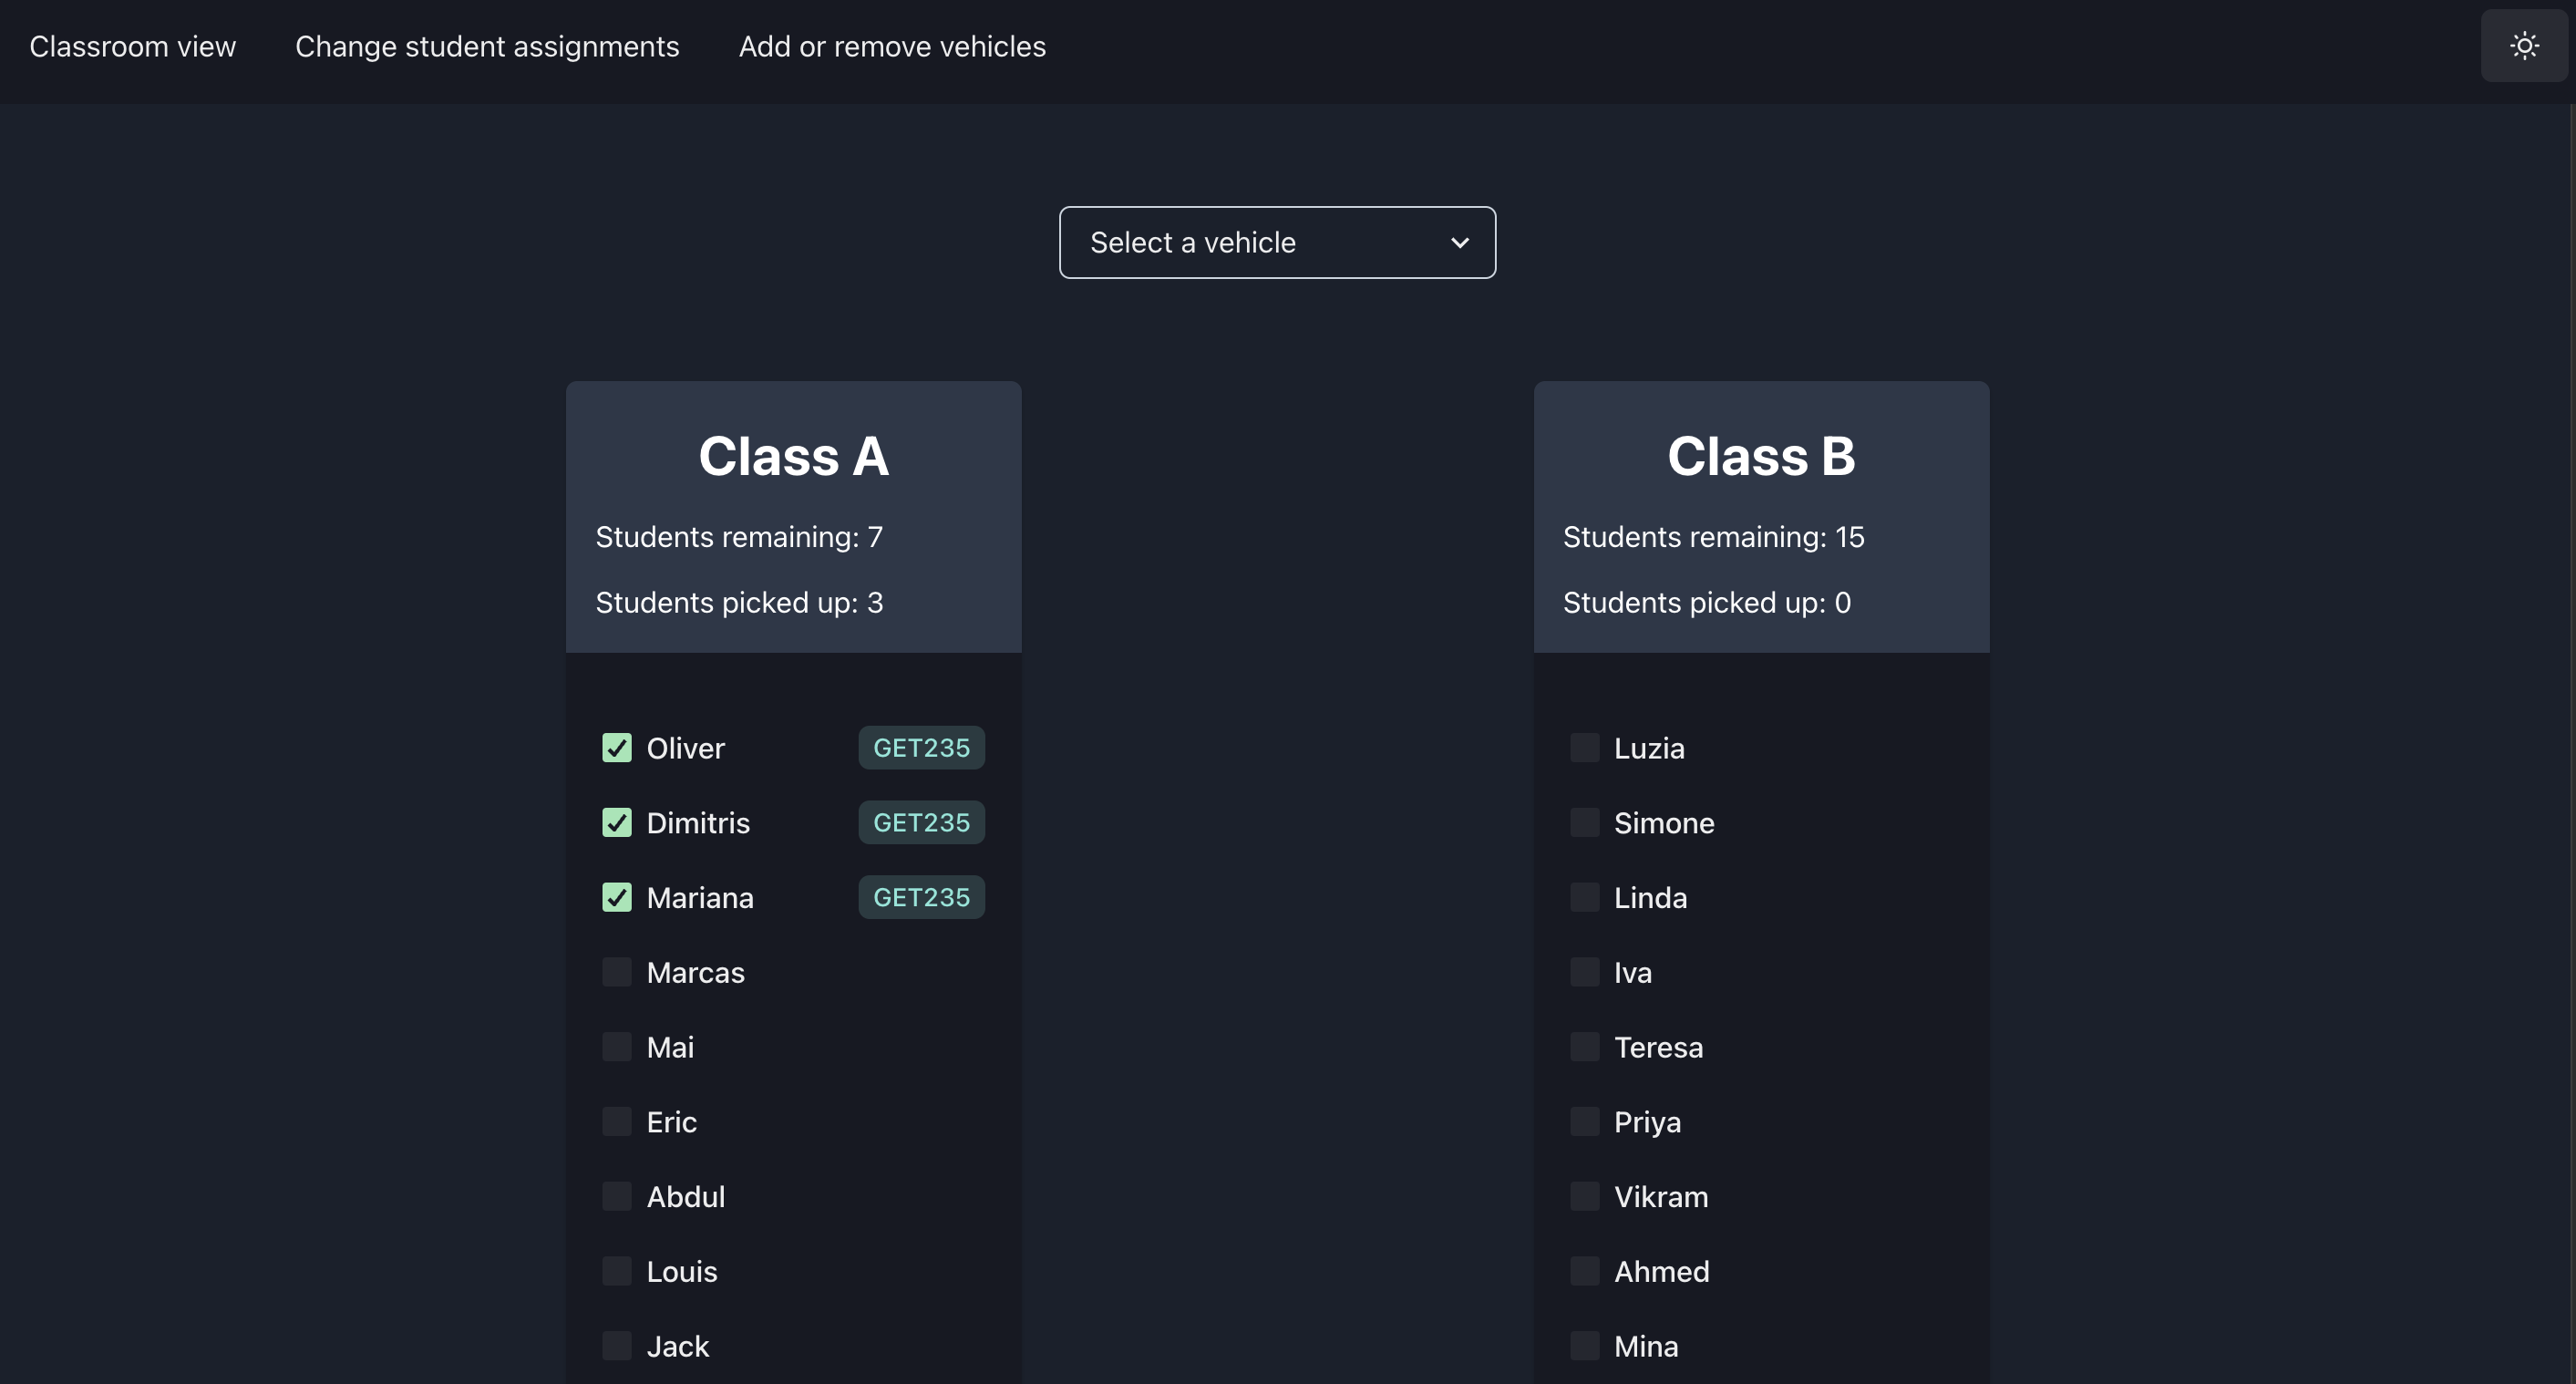 Classroom view Change student assignments Add or remove vehicles
Select a vehicle
Class A
Students remaining: 7
Students picked up: 3
Oliver GET235
Dimitris GET235
Mariana GET235
Marcas
Mai
Eric
Abdul
Louis
Jack
Class B
Students remaining: 15
Students picked up: 0
Luzia
Simone
Linda
Iva
Teresa
Priya
Vikram
Ahmed
Mina